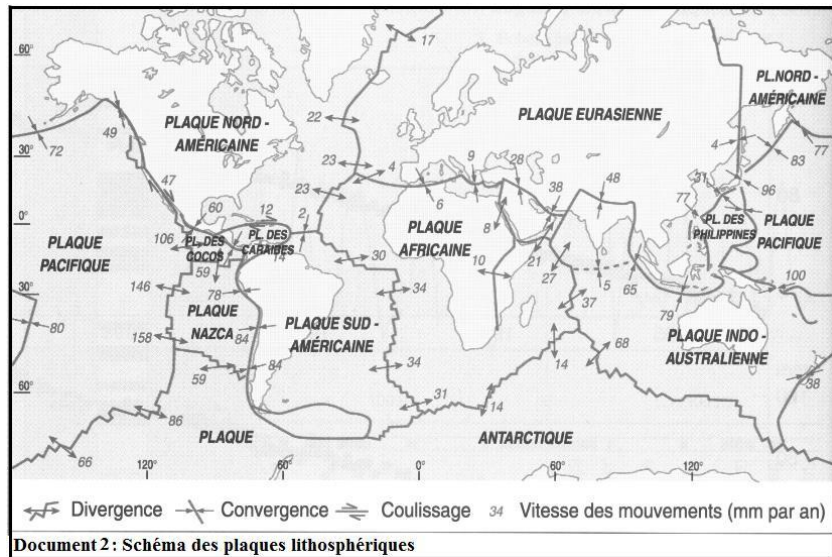 60°
30°
0°
30°
60°
120°
60°
0°
60°
120°
17
22
23
23
4
72
49
47
60
12
2
106
59
14
146
78
158
84
84
59
86
66
30
34
34
31
14
14
6
9
28
38
48
8
10
21
27
5
65
37
79
68
100
38
80
4
77
83
96
31
77
PLAQUE NORD -
AMÉRICAINE
PLAQUE EURASIENNE
PL.NORD -
AMÉRICAINE
PLAQUE
PACIFIQUE
PL. DES
COCOS
PL. DES
CARAIBES
PLAQUE
AFRICAINE
PL. DES
PHILIPPINES
PLAQUE
PACIFIQUE
PLAQUE
NAZCA
PLAQUE SUD -
AMÉRICAINE
PLAQUE INDO -
AUSTRALIENNE
PLAQUE
ANTARCTIQUE
Divergence
Convergence
Coulissage
34 Vitesse des mouvements (mm par an)
Document 2: Schéma des plaques lithosphériques